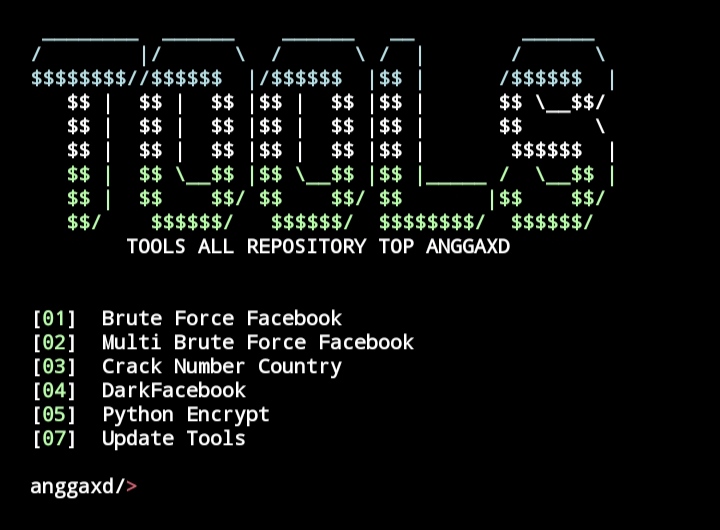 TOOLS
TOOLS ALL REPOSITORY TOP ANGGAXD
[01] Brute Force Facebook
[02] Multi Brute Force Facebook
[03] Crack Number Country
[04] DarkFacebook
[05] Python Encrypt
[07] Update Tools
anggaxd/>